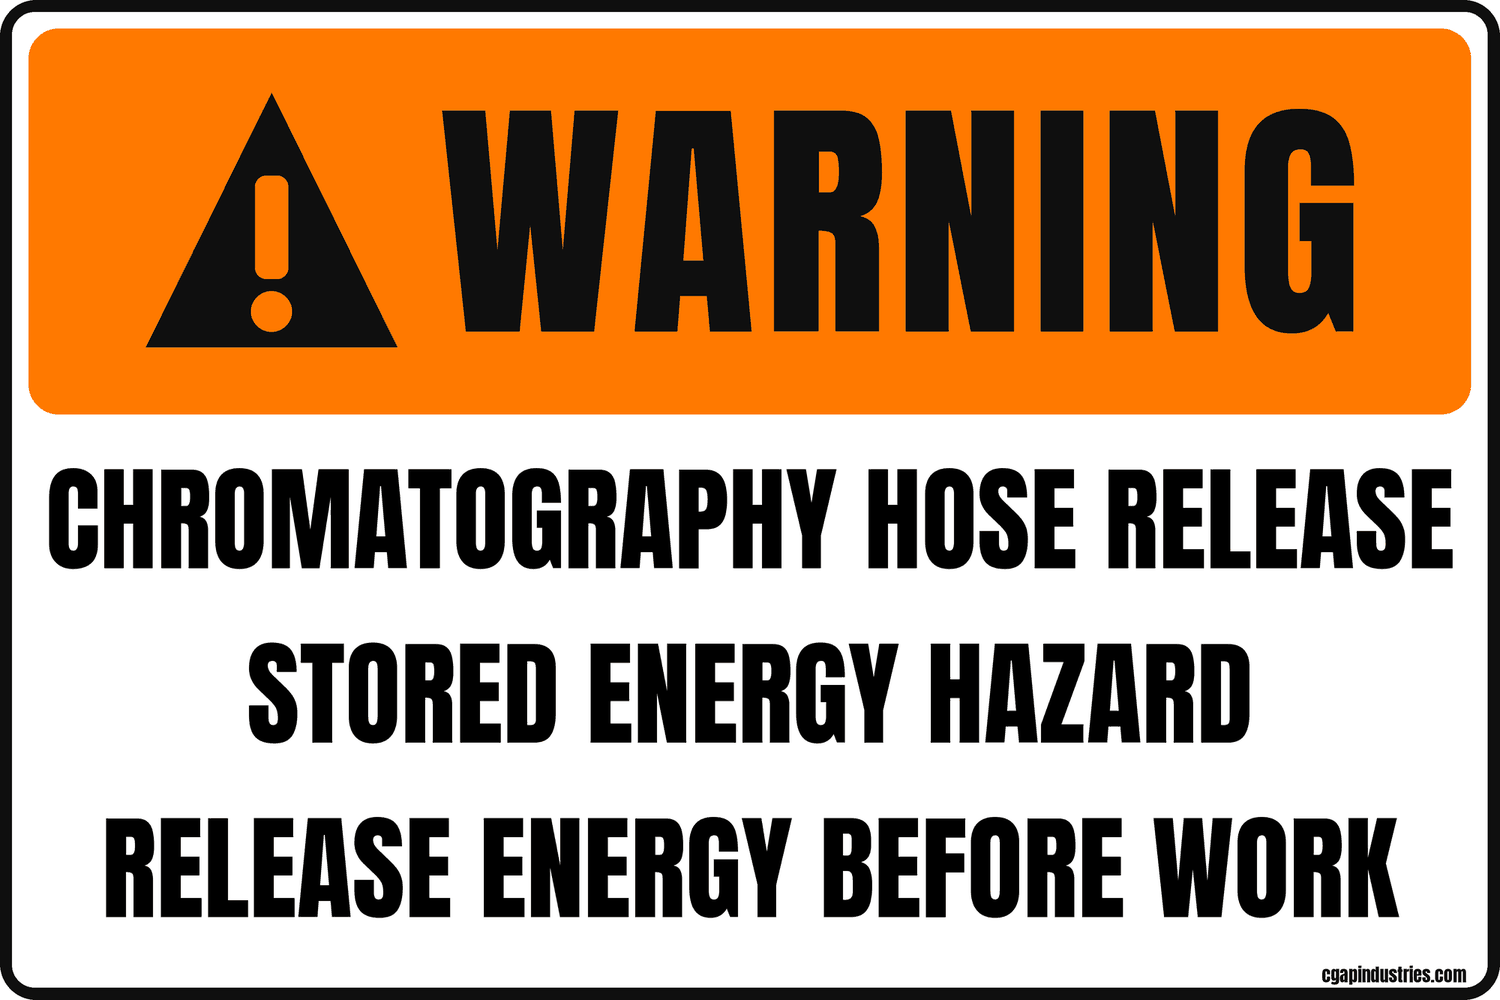 WARNING
CHROMATOGRAPHY HOSE RELEASE
STORED ENERGY HAZARD
RELEASE ENERGY BEFORE WORK
cgapindustries.com